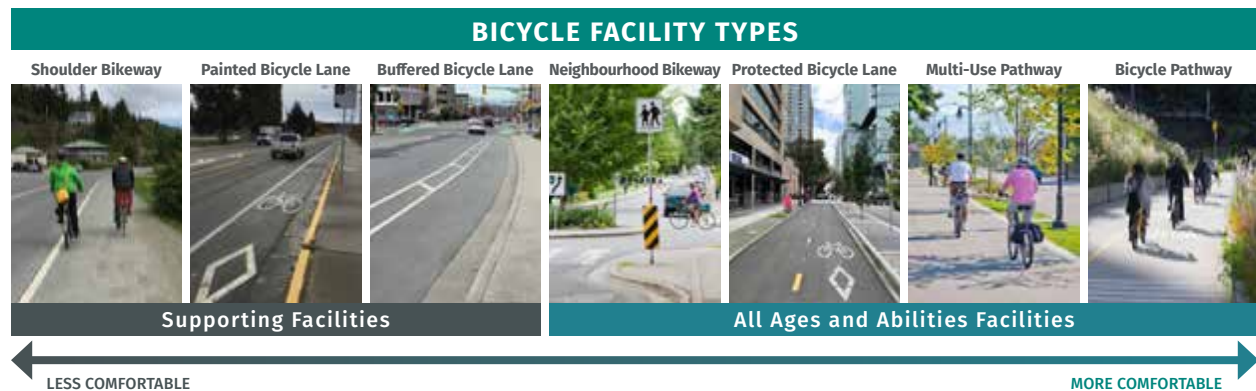 BICYCLE FACILITY TYPES
Shoulder Bikeway
Painted Bicycle Lane
Buffered Bicycle Lane
Neighbourhood Bikeway
Protected Bicycle Lane
Multi-Use Pathway
Bicycle Pathway
Supporting Facilities
All Ages and Abilities Facilities
LESS COMFORTABLE
MORE COMFORTABLE